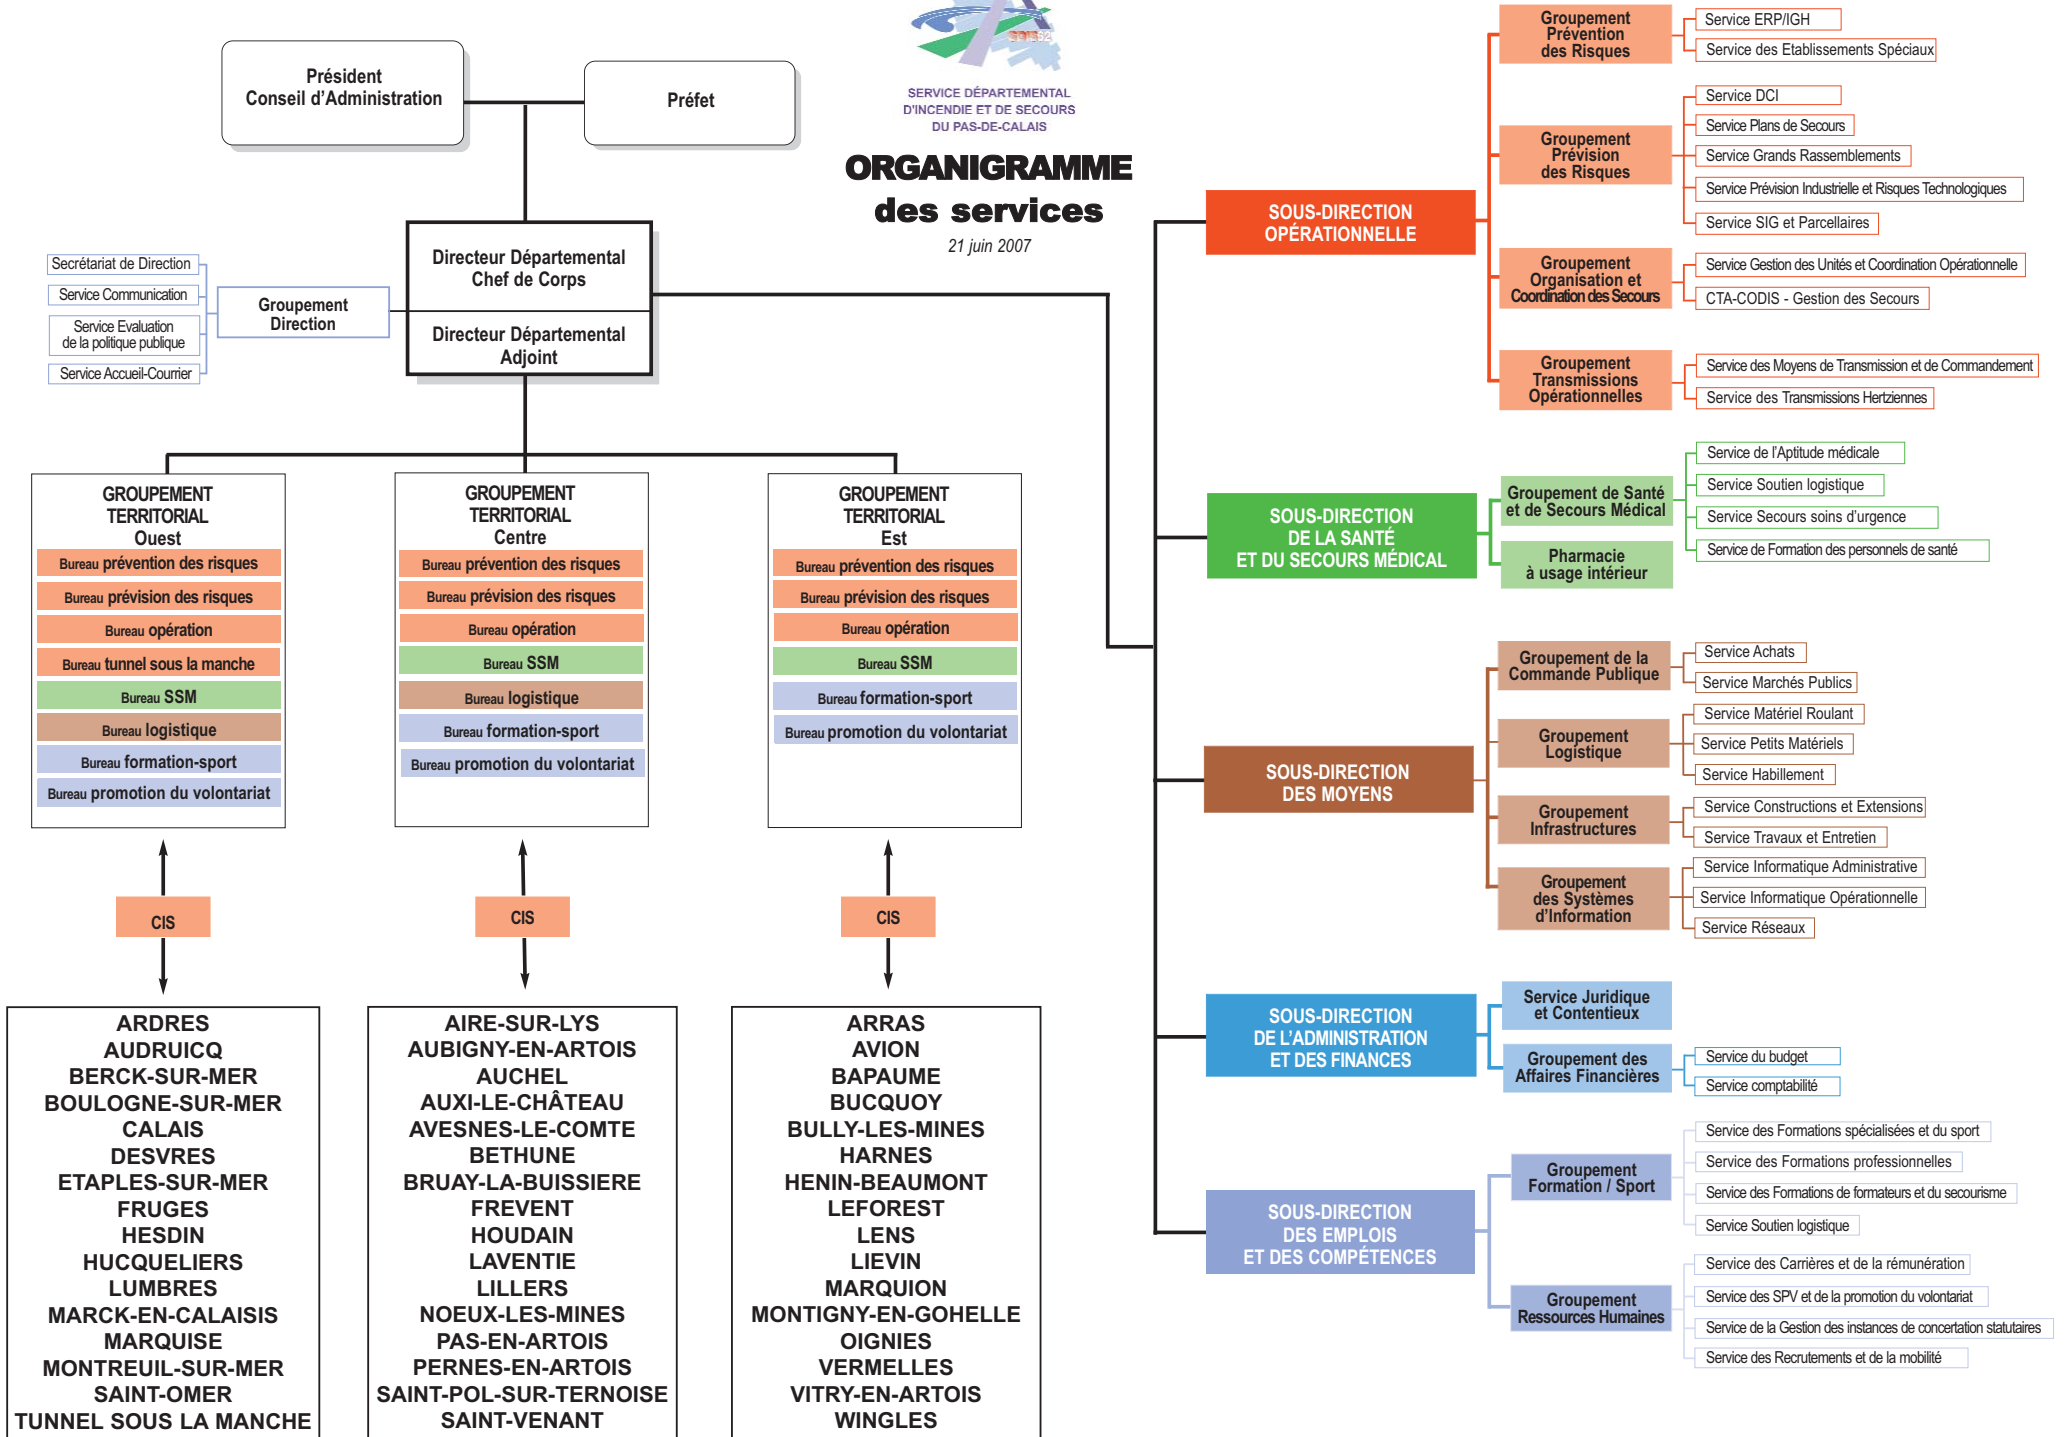 SDIS62
SERVICE DÉPARTEMENTAL
D'INCENDIE ET DE SECOURS
DU PAS-DE-CALAIS
ORGANIGRAMME
des services
21 juin 2007
Président
Conseil d'Administration
Préfet
Directeur Départemental
Chef de Corps
Directeur Départemental
Adjoint
Groupement
Direction
Secrétariat de Direction
Service Communication
Service Evaluation
de la politique publique
Service Accueil-Courrier
GROUPEMENT
TERRITORIAL
Ouest
Bureau prévention des risques
Bureau prévision des risques
Bureau opération
Bureau tunnel sous la manche
Bureau SSM
Bureau logistique
Bureau formation-sport
Bureau promotion du volontariat
CIS
ARDRES
AUDRUICQ
BERCK-SUR-MER
BOULOGNE-SUR-MER
CALAIS
DESVRES
ETAPLES-SUR-MER
FRUGES
HESDIN
HUCQUELIERS
LUMBRES
MARCK-EN-CALAISIS
MARQUISE
MONTREUIL-SUR-MER
SAINT-OMER
TUNNEL SOUS LA MANCHE
GROUPEMENT
TERRITORIAL
Centre
Bureau prévention des risques
Bureau prévision des risques
Bureau opération
Bureau SSM
Bureau logistique
Bureau formation-sport
Bureau promotion du volontariat
CIS
AIRE-SUR-LYS
AUBIGNY-EN-ARTOIS
AUCHEL
AUXI-LE-CHÂTEAU
AVESNES-LE-COMTE
BETHUNE
BRUAY-LA-BUISSIERE
FREVENT
HOUDAIN
LAVENTIE
LILLERS
NOEUX-LES-MINES
PAS-EN-ARTOIS
PERNES-EN-ARTOIS
SAINT-POL-SUR-TERNOISE
SAINT-VENANT
GROUPEMENT
TERRITORIAL
Est
Bureau prévention des risques
Bureau prévision des risques
Bureau opération
Bureau SSM
Bureau formation-sport
Bureau promotion du volontariat
CIS
ARRAS
AVION
BAPAUME
BUCQUOY
BULLY-LES-MINES
HARNES
HENIN-BEAUMONT
LEFOREST
LENS
LIEVIN
MARQUION
MONTIGNY-EN-GOHELLE
OIGNIES
VERMELLES
VITRY-EN-ARTOIS
WINGLES
SOUS-DIRECTION
OPÉRATIONNELLE
Groupement
Prévention
des Risques
Service ERP/IGH
Service des Etablissements Spéciaux
Groupement
Prévision
des Risques
Service DCI
Service Plans de Secours
Service Grands Rassemblements
Service Prévision Industrielle et Risques Technologiques
Service SIG et Parcellaires
Groupement
Organisation et
Coordination des Secours
Service Gestion des Unités et Coordination Opérationnelle
CTA-CODIS - Gestion des Secours
Groupement
Transmissions
Opérationnelles
Service des Moyens de Transmission et de Commandement
Service des Transmissions Hertziennes
SOUS-DIRECTION
DE LA SANTÉ
ET DU SECOURS MÉDICAL
Groupement de Santé
et de Secours Médical
Service de l'Aptitude médicale
Service Soutien logistique
Service Secours soins d'urgence
Service de Formation des personnels de santé
Pharmacie
à usage intérieur
SOUS-DIRECTION
DES MOYENS
Groupement de la
Commande Publique
Service Achats
Service Marchés Publics
Groupement
Logistique
Service Matériel Roulant
Service Petits Matériels
Service Habillement
Groupement
Infrastructures
Service Constructions et Extensions
Service Travaux et Entretien
Groupement
des Systèmes
d'Information
Service Informatique Administrative
Service Informatique Opérationnelle
Service Réseaux
SOUS-DIRECTION
DE L'ADMINISTRATION
ET DES FINANCES
Service Juridique
et Contentieux
Groupement des
Affaires Financières
Service du budget
Service comptabilité
SOUS-DIRECTION
DES EMPLOIS
ET DES COMPÉTENCES
Groupement
Formation / Sport
Service des Formations spécialisées et du sport
Service des Formations professionnelles
Service des Formations de formateurs et du secourisme
Service Soutien logistique
Groupement
Ressources Humaines
Service des Carrières et de la rémunération
Service des SPV et de la promotion du volontariat
Service de la Gestion des instances de concertation statutaires
Service des Recrutements et de la mobilité